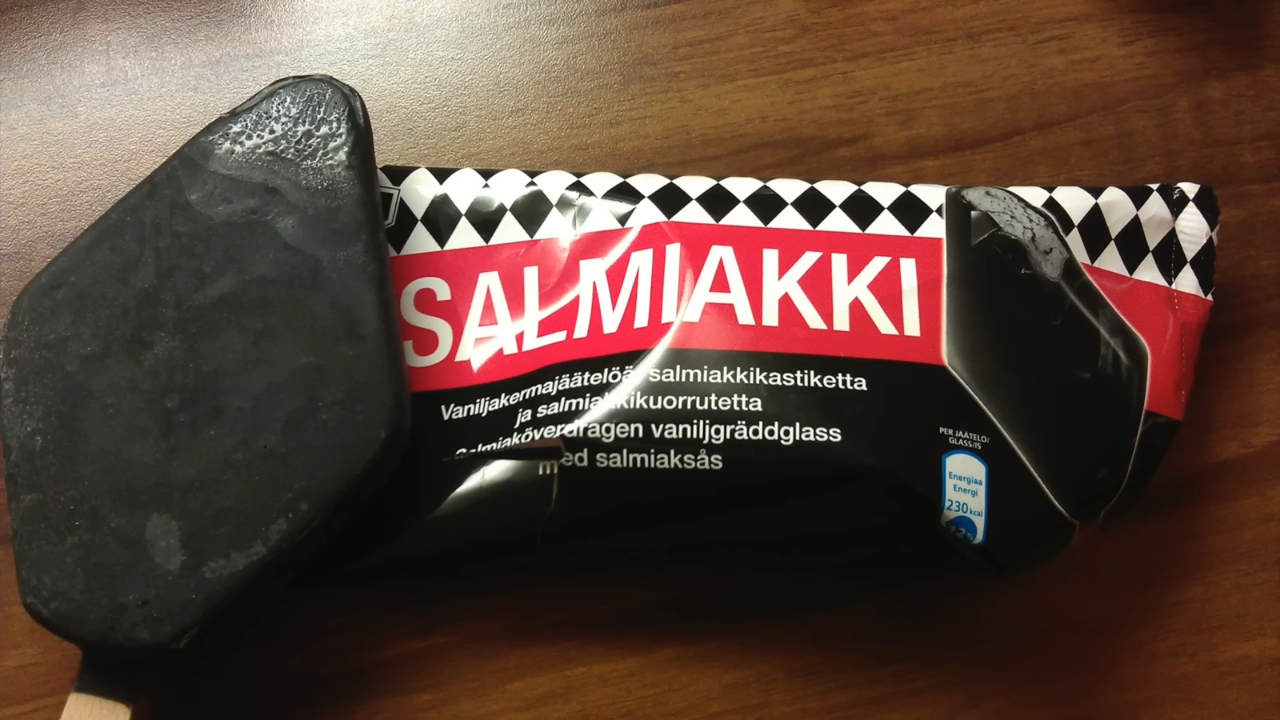 SALMIAKKI
Vaniljakermajäätelöä, salmiakkikastiketta
ja salmiakkikuorrutetta
Salmiaköverdragen vaniljgräddglass
med salmiaksås
PER JÄÄTELÖ/
GLASS/IS
Energiaa
Energi
230 kcal